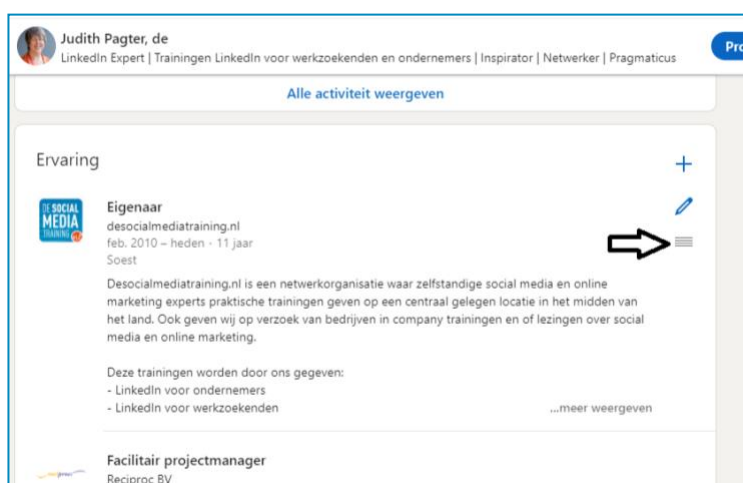 Judith Pagter, de
LinkedIn Expert | Trainingen LinkedIn voor werkzoekenden en ondernemers | Inspirator | Netwerker | Pragmaticus
Pro
Alle activiteit weergeven
Ervaring
DE SOCIAL
MEDIA
TRAINING
Eigenaar
desocialmediatraining.nl
feb. 2010 – heden · 11 jaar
Soest
Desocialmediatraining.nl is een netwerkorganisatie waar zelfstandige social media en online
marketing experts praktische trainingen geven op een centraal gelegen locatie in het midden van
het land. Ook geven wij op verzoek van bedrijven in company trainingen en of lezingen over social
media en online marketing.
Deze trainingen worden door ons gegeven:
- LinkedIn voor ondernemers
- LinkedIn voor werkzoekenden
...meer weergeven
Facilitair projectmanager
Reciproc BV